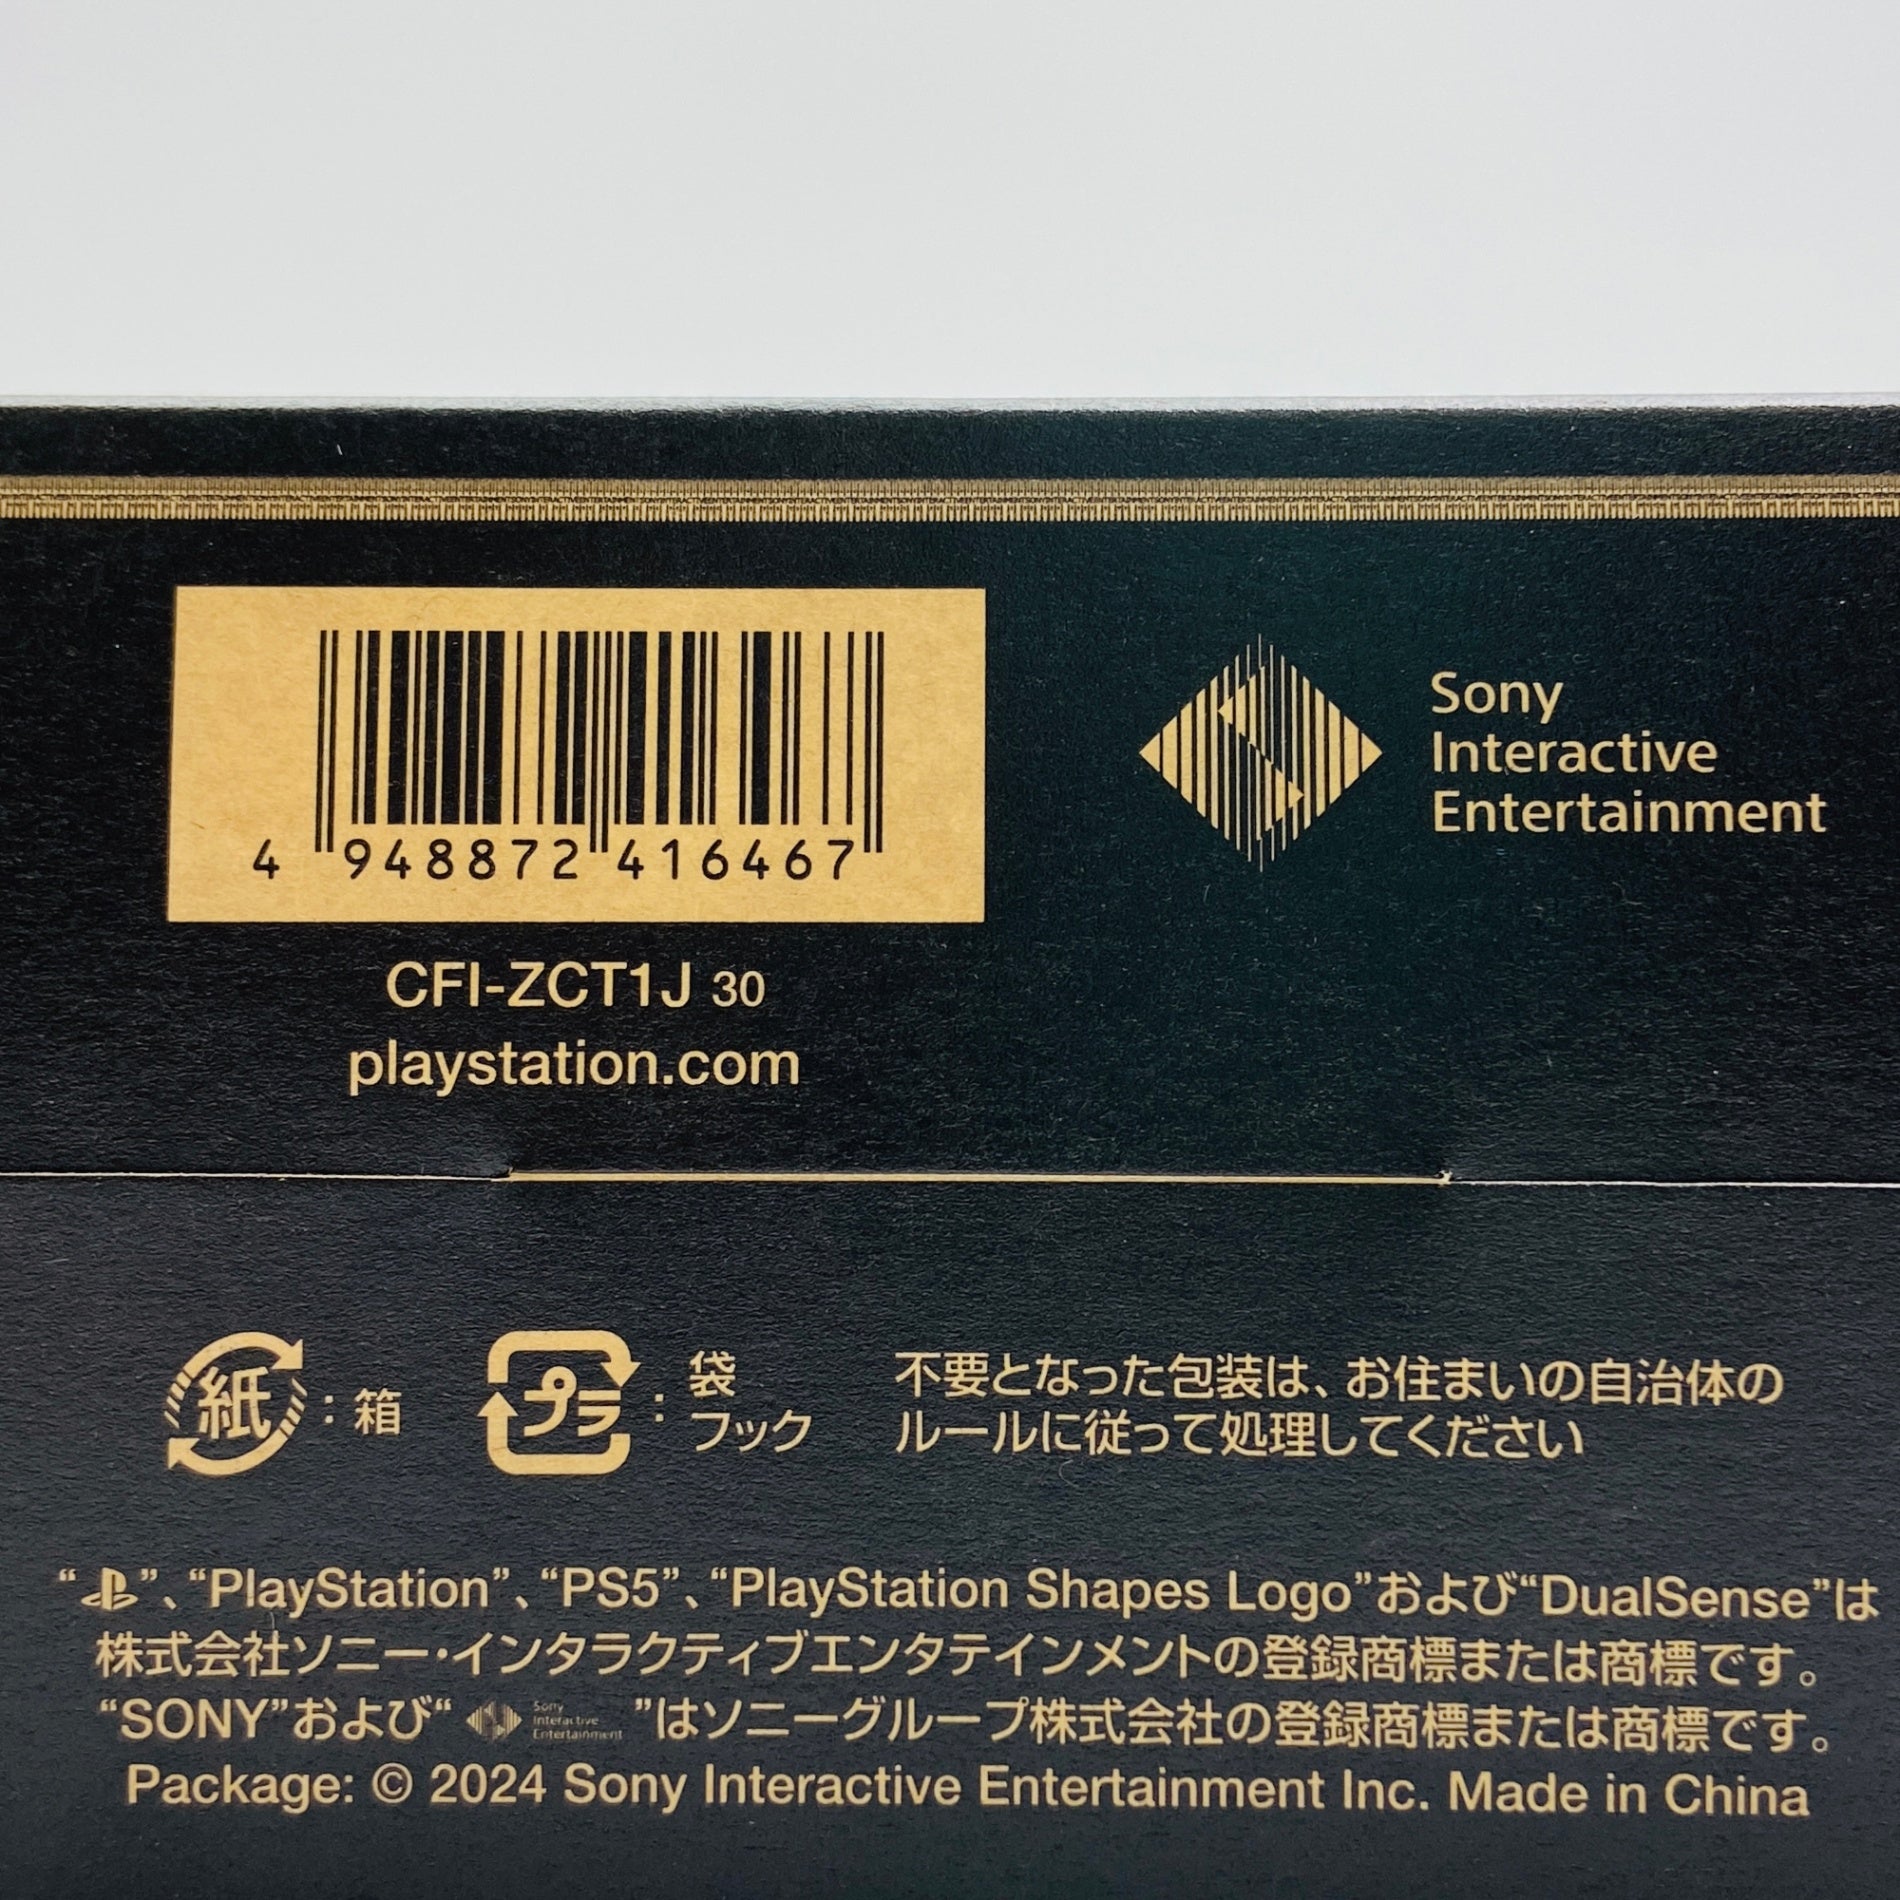 4 948872 416467
CFI-ZCT1J 30
playstation.com
Sony
Interactive
Entertainment
紙：箱
プラ：袋
フック
不要となった包装は、お住まいの自治体の
ルールに従って処理してください
“PS”、“PlayStation”、“PS5”、“PlayStation Shapes Logo”および“DualSense”は
株式会社ソニー・インタラクティブエンタテインメントの登録商標または商標です。
“SONY”および“Sony Interactive Entertainment”はソニーグループ株式会社の登録商標または商標です。
Package: © 2024 Sony Interactive Entertainment Inc. Made in China